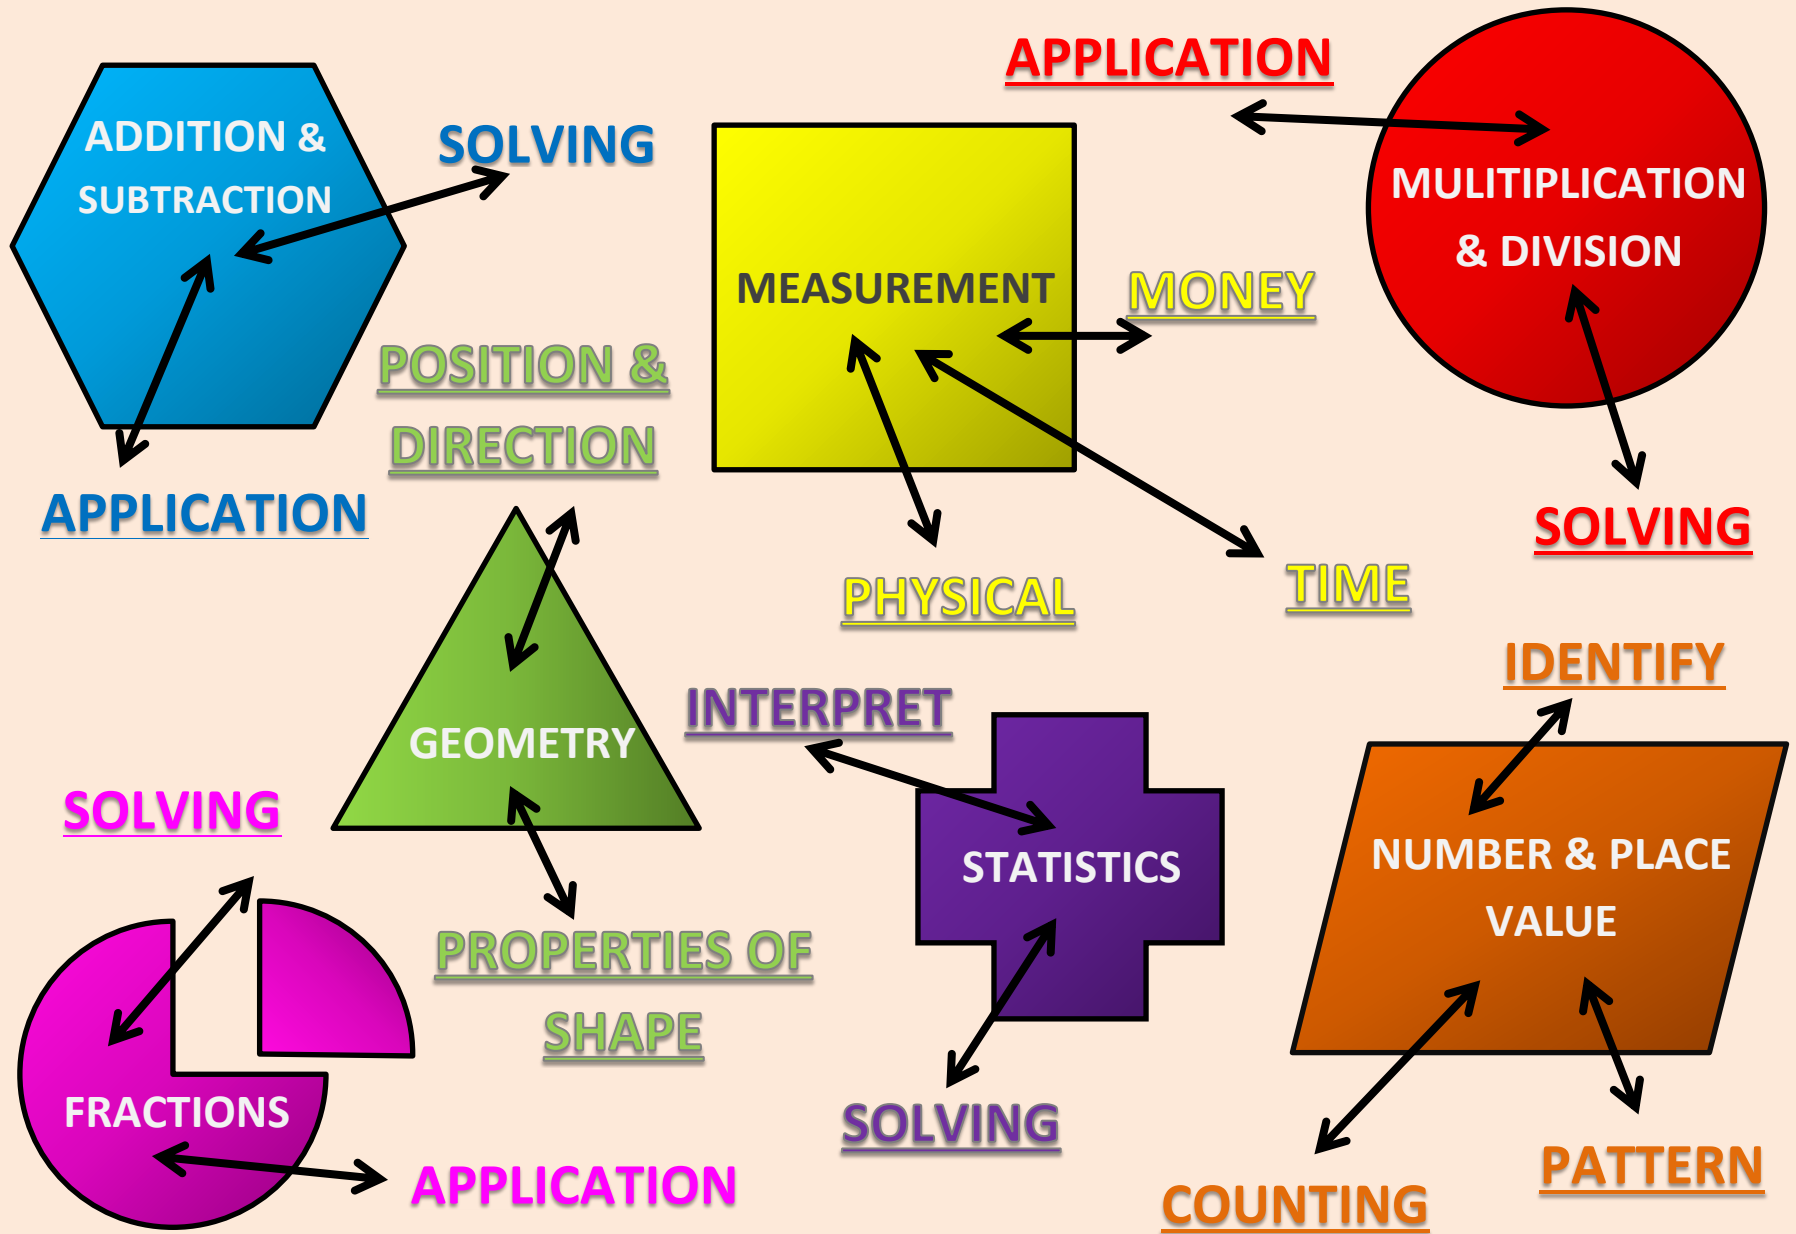 APPLICATION
ADDITION &
SUBTRACTION
SOLVING
MULITIPLICATION
& DIVISION
MEASUREMENT
MONEY
POSITION &
DIRECTION
APPLICATION
SOLVING
PHYSICAL
TIME
IDENTIFY
INTERPRET
GEOMETRY
SOLVING
STATISTICS
NUMBER & PLACE
VALUE
PROPERTIES OF
SHAPE
FRACTIONS
SOLVING
PATTERN
APPLICATION
COUNTING